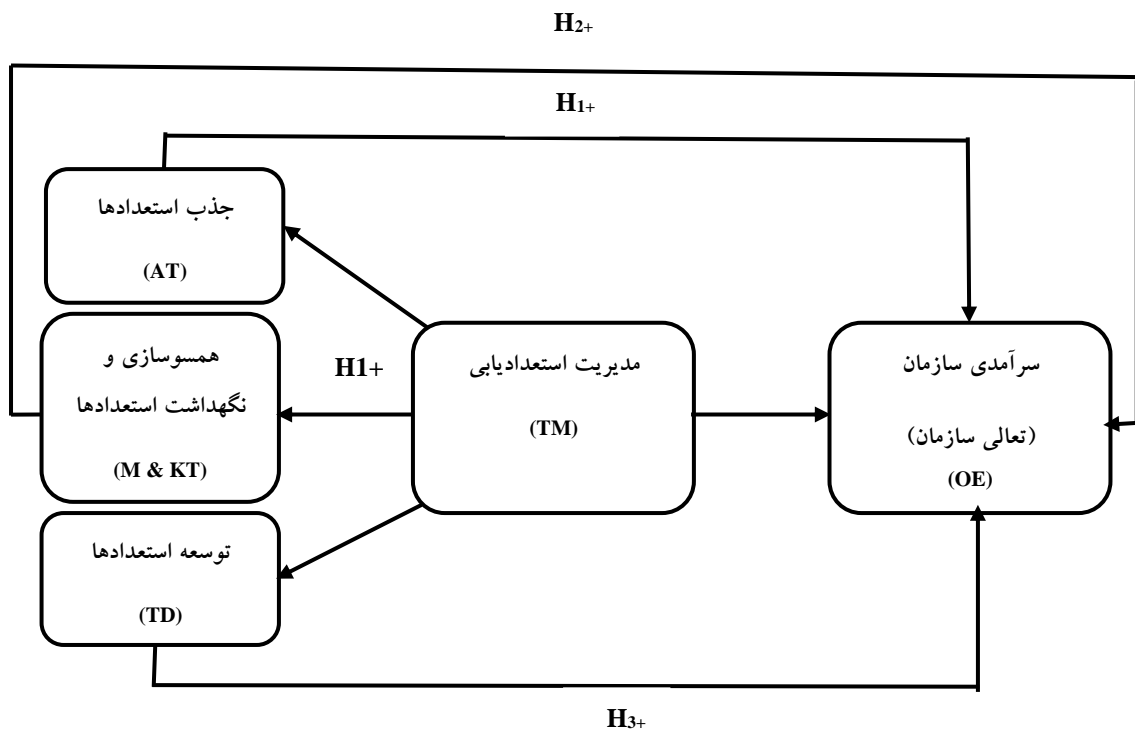 H2+
H1+
جذب استعدادها
(AT)
همسوسازی و
نگهداشت استعدادها
(M & KT)
توسعه استعدادها
(TD)
H1+
مدیریت استعدادیابی
(TM)
سرآمدی سازمان
(تعالی سازمان)
(OE)
H3+